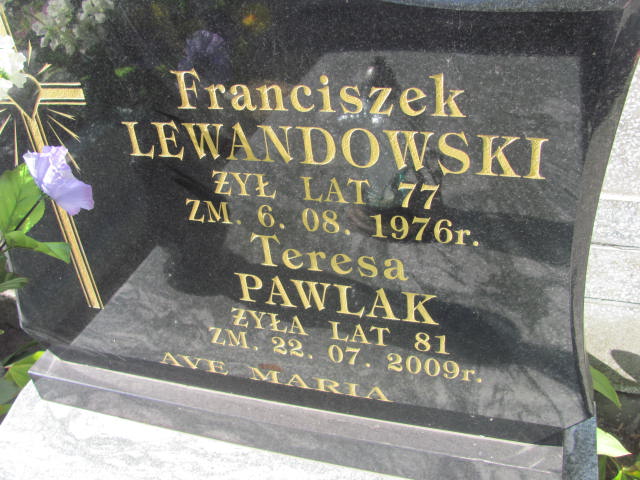 Franciszek
LEWANDOWSKI
ŻYŁ LAT 77
ZM. 6. 08. 1976r.
Teresa
PAWLAK
ŻYŁA LAT 81
ZM. 22. 07. 2009r.
AVE MARIA